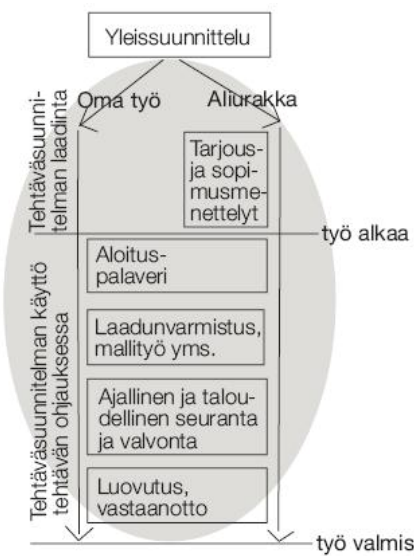 Yleissuunnittelu
Oma työ
Aliurakka
Tehtäväsuunni-
telman laadinta
Tarjous-
ja sopi-
musme-
nettelyt
työ alkaa
Tehtäväsuunnitelman käyttö
tehtävän ohjauksessa
Aloitus-
palaveri
Laadunvarmistus,
mallityö yms.
Ajallinen ja talou-
dellinen seuranta
ja valvonta
Luovutus,
vastaanotto
työ valmis